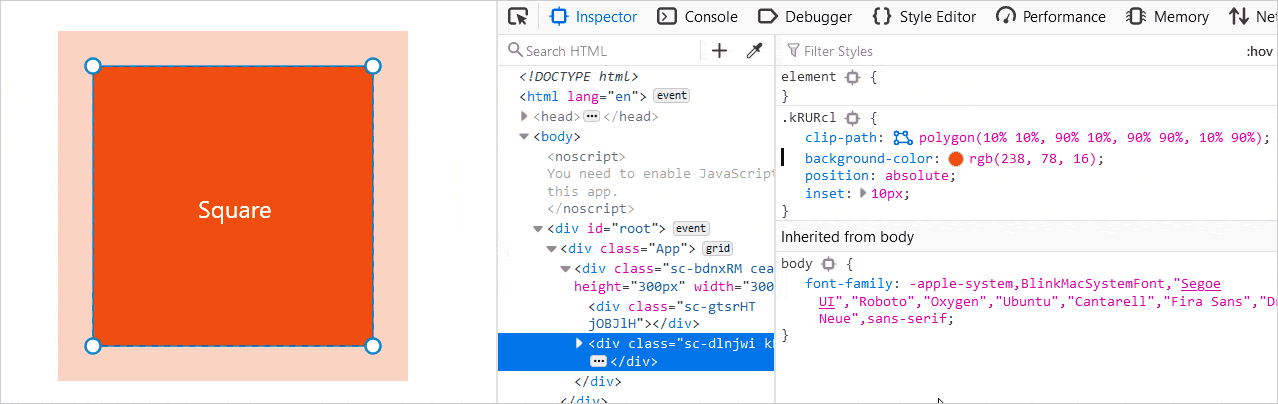 Square
Inspector Console Debugger Style Editor Performance Memory Net
Search HTML
<!DOCTYPE html>
<html lang="en"> event
<head> ⋯ </head>
<body>
<noscript>
You need to enable JavaScript
this app.
</noscript>
<div id="root"> event
<div class="App"> grid
<div class="sc-bdnxRM cea
height="300px" width="300
<div class="sc-gtsrHT
jOBJlH"></div>
<div class="sc-dlnjwi k
⋯ </div>
</div>
</div>
Filter Styles :hov
element {
}
.kRURcl {
clip-path: polygon(10% 10%, 90% 10%, 90% 90%, 10% 90%);
background-color: rgb(238, 78, 16);
position: absolute;
inset: 10px;
}
Inherited from body
body {
font-family: -apple-system,BlinkMacSystemFont,"Segoe
UI","Roboto","Oxygen","Ubuntu","Cantarell","Fira Sans","Dr
Neue",sans-serif;
}